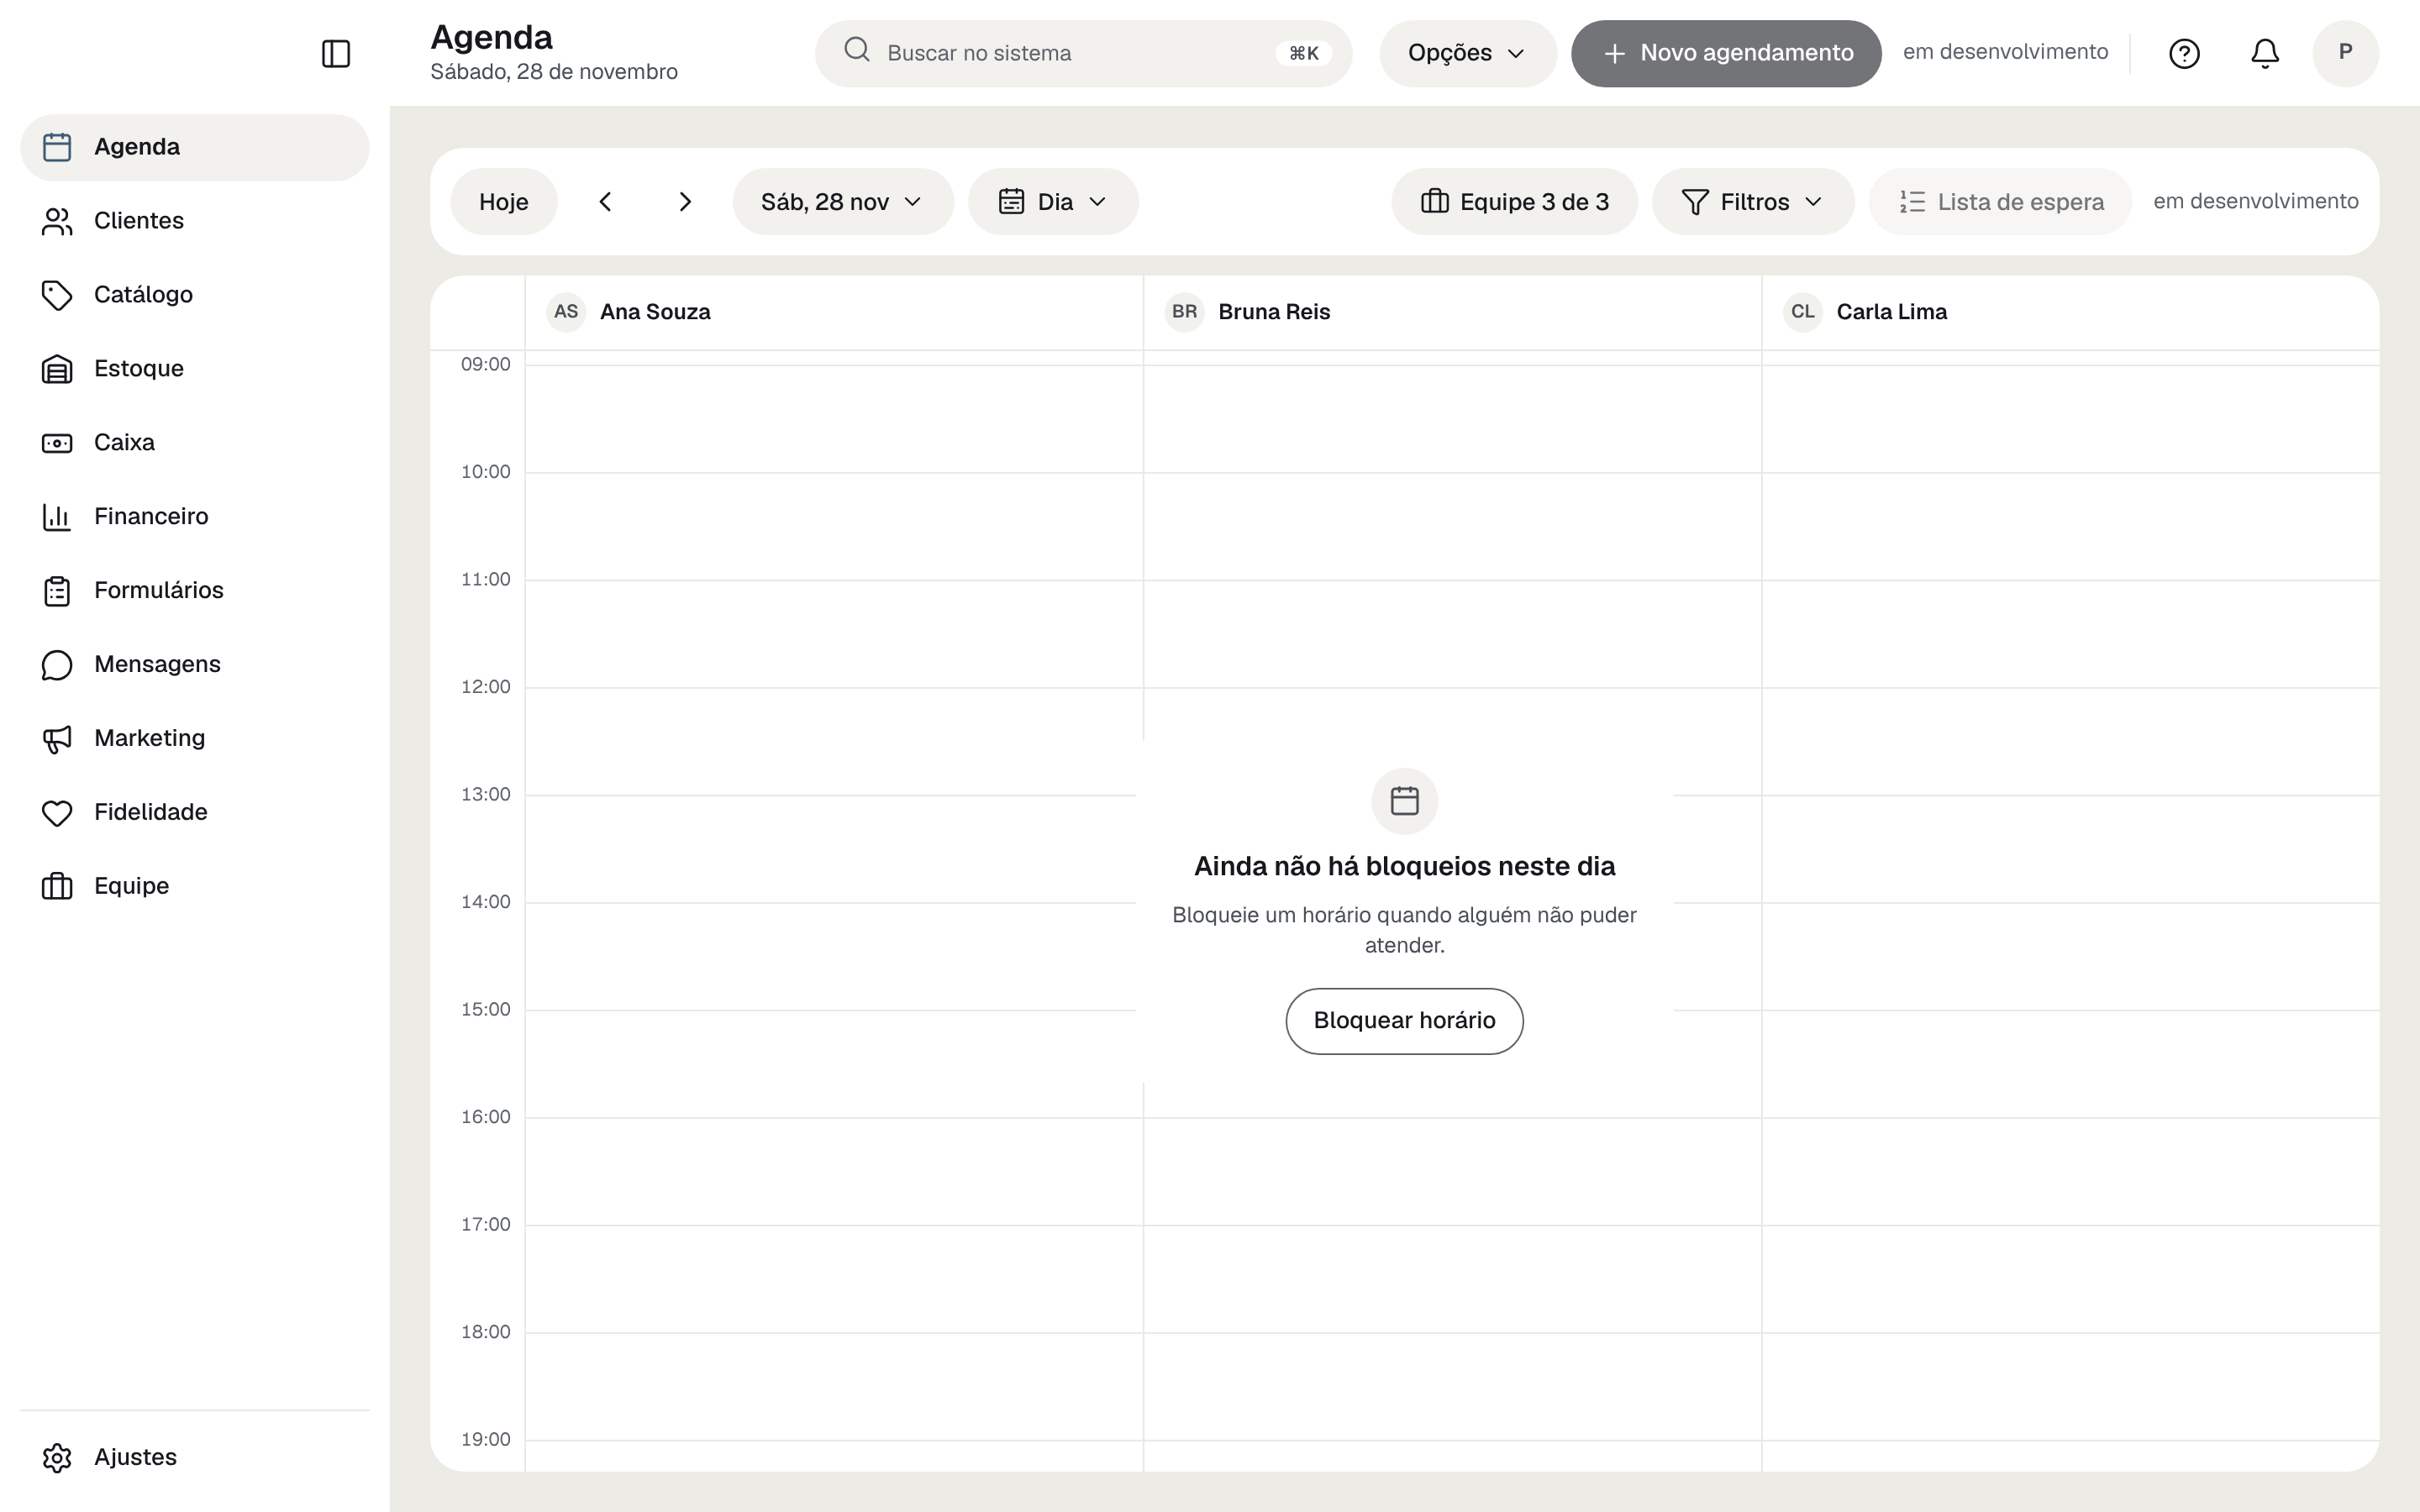 Agenda
Sábado, 28 de novembro
Buscar no sistema
⌘K
Opções
Novo agendamento
em desenvolvimento
P
Agenda
Clientes
Catálogo
Estoque
Caixa
Financeiro
Formulários
Mensagens
Marketing
Fidelidade
Equipe
Ajustes
Hoje
Sáb, 28 nov
Dia
Equipe 3 de 3
Filtros
Lista de espera
em desenvolvimento
AS Ana Souza
BR Bruna Reis
CL Carla Lima
09:00
10:00
11:00
12:00
13:00
14:00
15:00
16:00
17:00
18:00
19:00
Ainda não há bloqueios neste dia
Bloqueie um horário quando alguém não puder
atender.
Bloquear horário